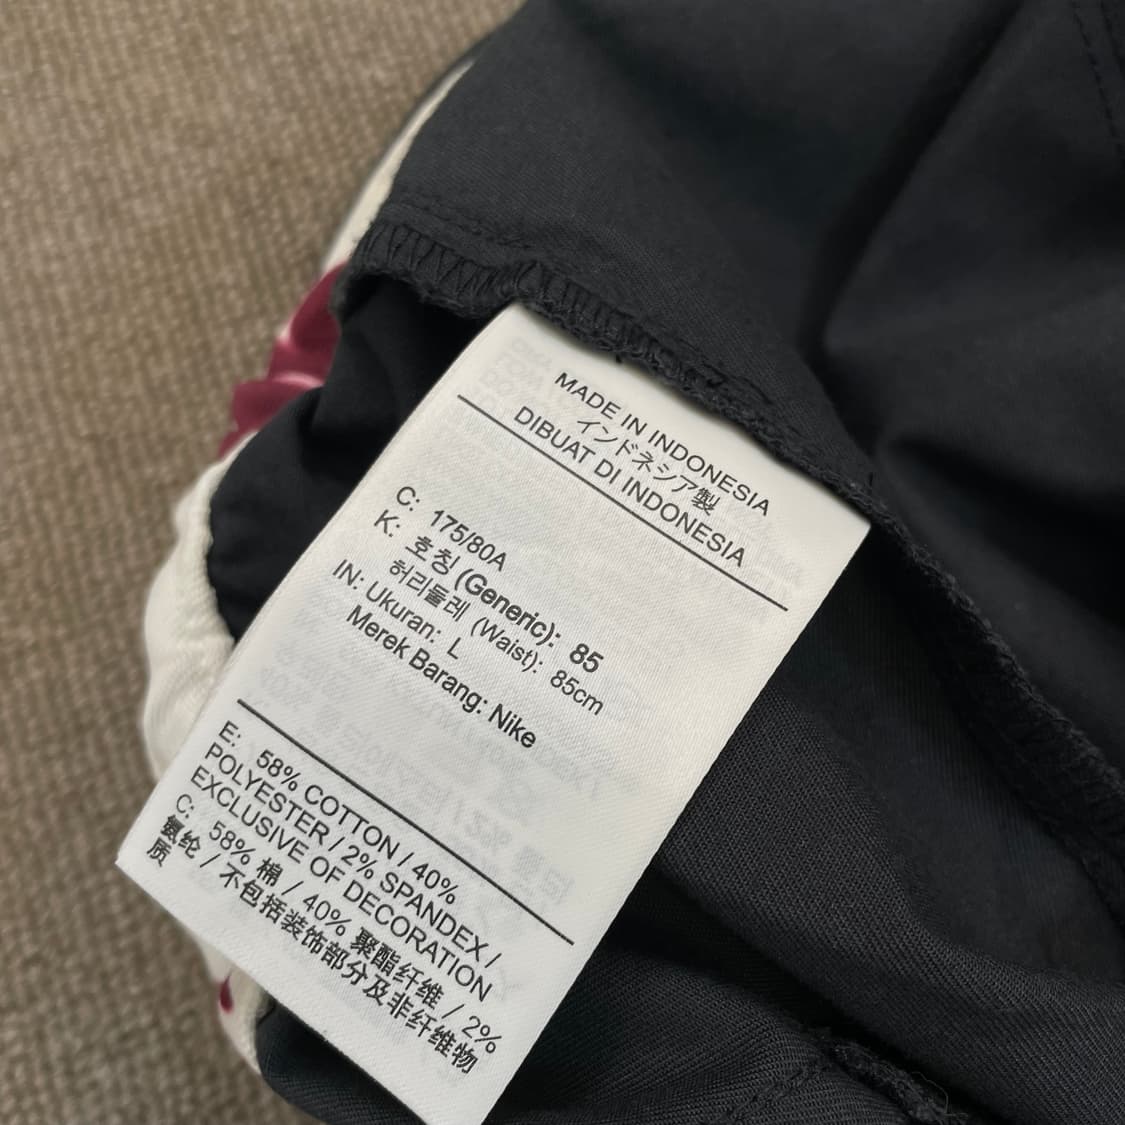 MADE IN INDONESIA
インドネシア製
DIBUAT DI INDONESIA
C: 175/80A
K: 호칭 (Generic): 85
허리둘레 (Waist): 85cm
IN: Ukuran: L
Merek Barang: Nike
E: 58% COTTON / 40%
POLYESTER / 2% SPANDEX /
EXCLUSIVE OF DECORATION
C: 58% 棉 / 40% 聚酯纤维 / 2%
氨纶 / 不包括装饰部分及非纤维物
质